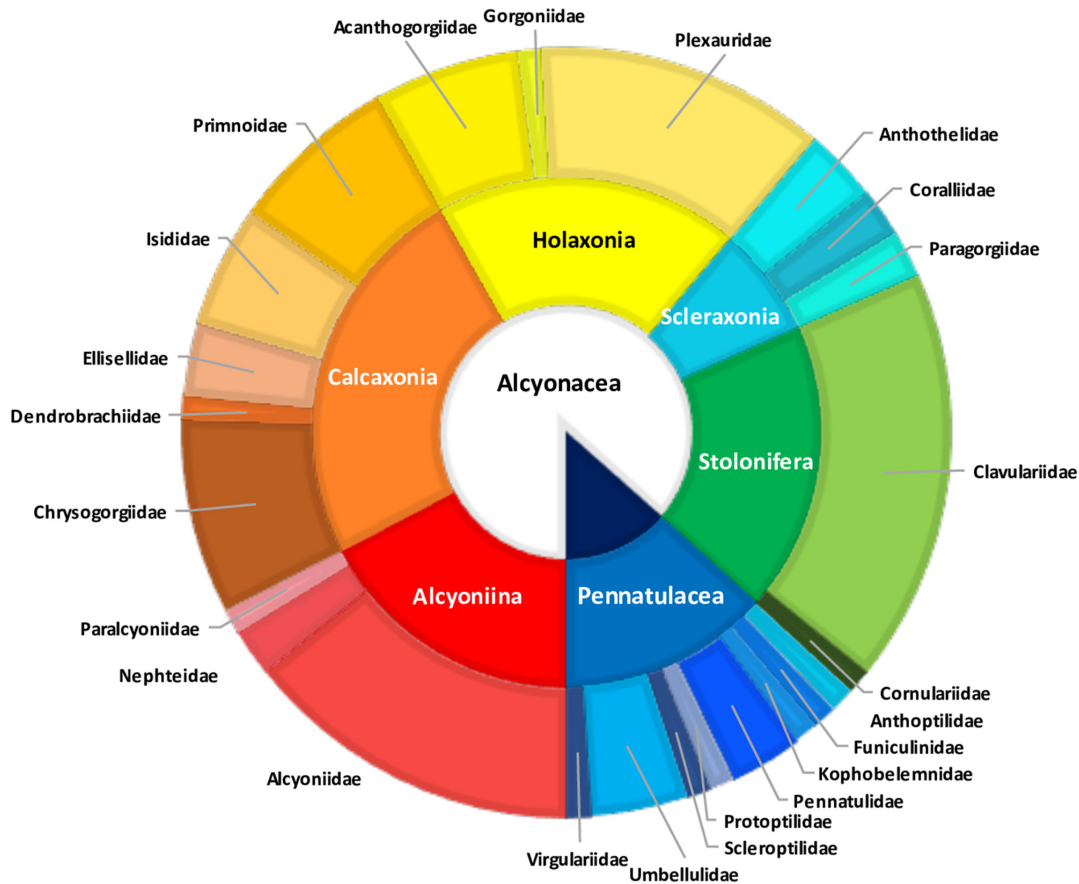 Gorgoniidae
Acanthogorgiidae
Plexauridae
Primnoidae
Anthothelidae
Coralliidae
Isididae
Holaxonia
Paragorgiidae
Scleraxonia
Ellisellidae
Calcaxonia
Alcyonacea
Dendrobrachiidae
Stolonifera
Clavulariidae
Chrysogorgiidae
Alcyoniina
Pennatulacea
Paralcyoniidae
Nephteidae
Cornulariidae
Anthoptilidae
Funiculinidae
Alcyoniidae
Kophobelemnidae
Pennatulidae
Protoptilidae
Scleroptilidae
Virgulariidae
Umbellulidae